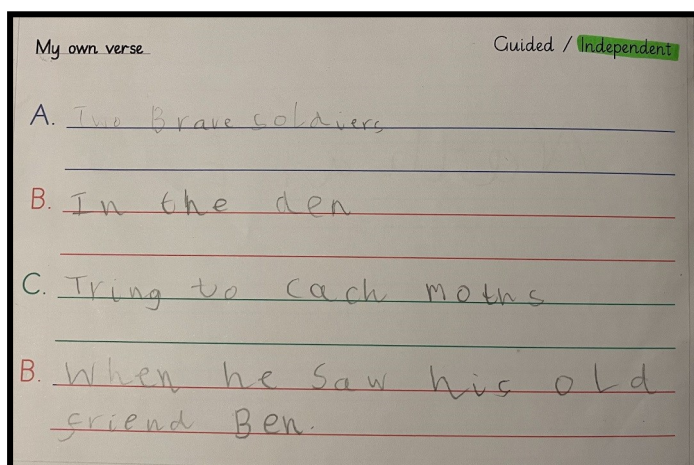 My own verse Guided / Independent
A. Two Brave soldiers
B. In the den
C. Tring to cach moths
B. When he saw his old
friend Ben.